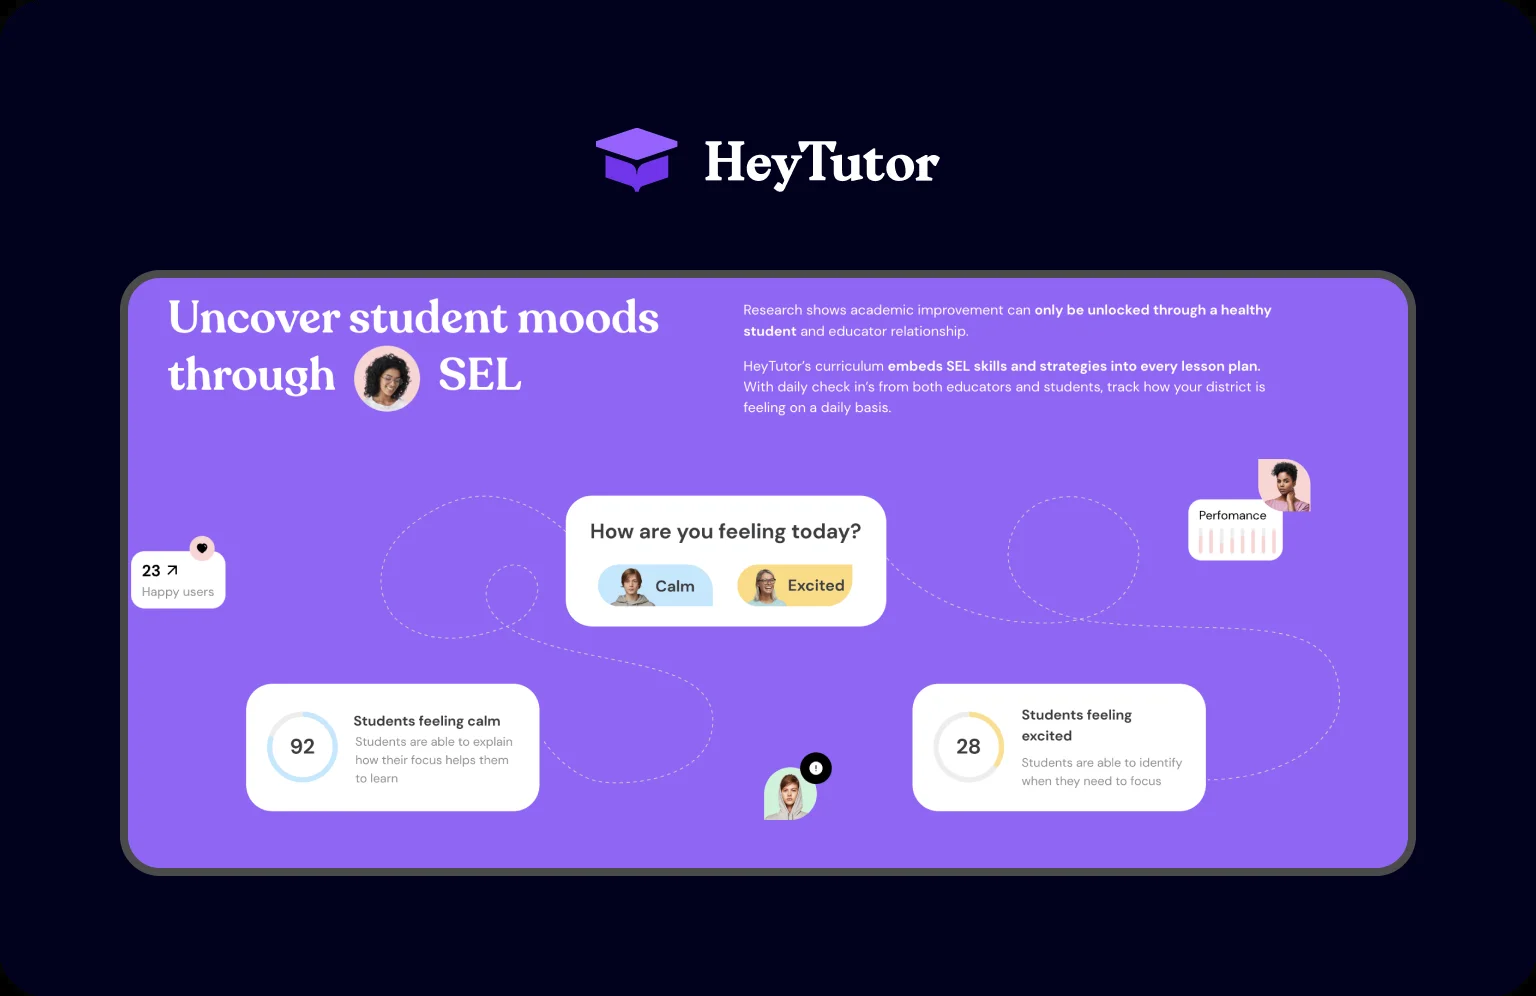 HeyTutor
Uncover student moods
through SEL
Research shows academic improvement can only be unlocked through a healthy
student and educator relationship.
HeyTutor’s curriculum embeds SEL skills and strategies into every lesson plan.
With daily check in’s from both educators and students, track how your district is
feeling on a daily basis.
How are you feeling today?
Calm
Excited
Perfomance
23
Happy users
92
Students feeling calm
Students are able to explain
how their focus helps them
to learn
28
Students feeling
excited
Students are able to identify
when they need to focus